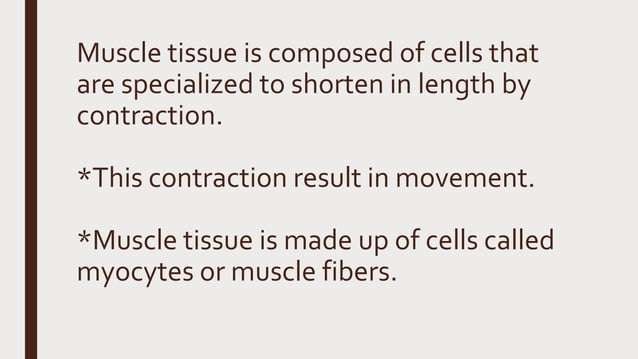 Muscle tissue is composed of cells that
are specialized to shorten in length by
contraction.
*This contraction result in movement.
*Muscle tissue is made up of cells called
myocytes or muscle fibers.